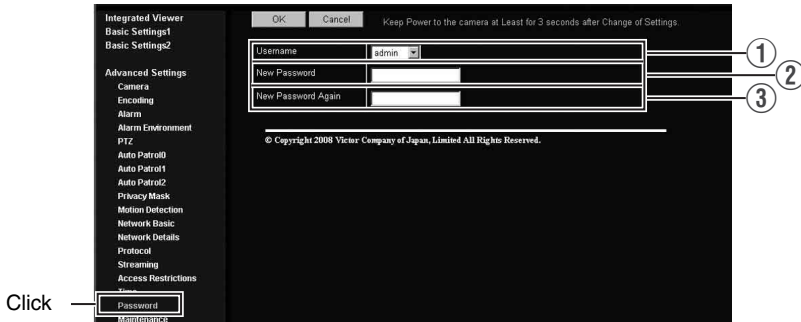 Integrated Viewer
Basic Settings1
Basic Settings2
Advanced Settings
Camera
Encoding
Alarm
Alarm Environment
PTZ
Auto Patrol0
Auto Patrol1
Auto Patrol2
Privacy Mask
Motion Detection
Network Basic
Network Details
Protocol
Streaming
Access Restrictions
Time
Password
Maintenance
Click
OK Cancel Keep Power to the camera at Least for 3 seconds after Change of Settings.
Username admin ①
New Password ②
New Password Again ③
© Copyright 2008 Victor Company of Japan, Limited All Rights Reserved.